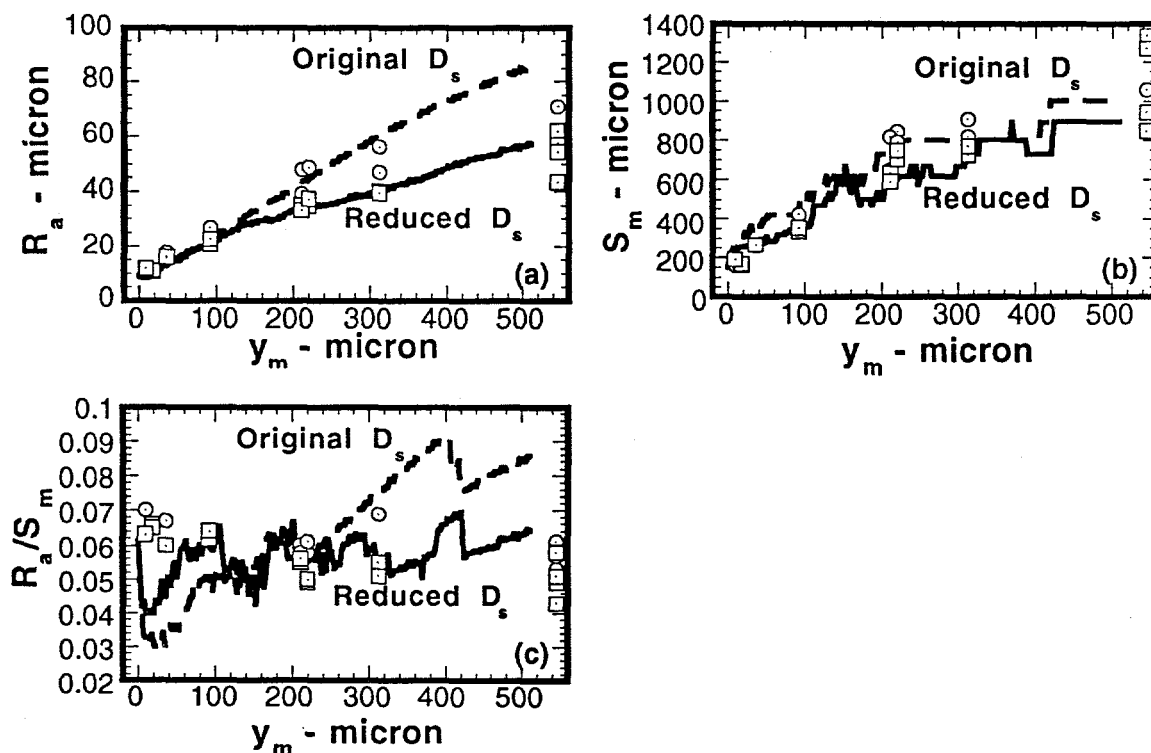 100
80
60
40
20
0
R_a - micron
Original D_s
Reduced D_s
(a)
0 100 200 300 400 500
y_m - micron
1400
1200
1000
800
600
400
200
0
S_m - micron
Original D_s
Reduced D_s
(b)
0 100 200 300 400 500
y_m - micron
0.1
0.09
0.08
0.07
0.06
0.05
0.04
0.03
0.02
R_a/S_m
Original D_s
Reduced D_s
(c)
0 100 200 300 400 500
y_m - micron